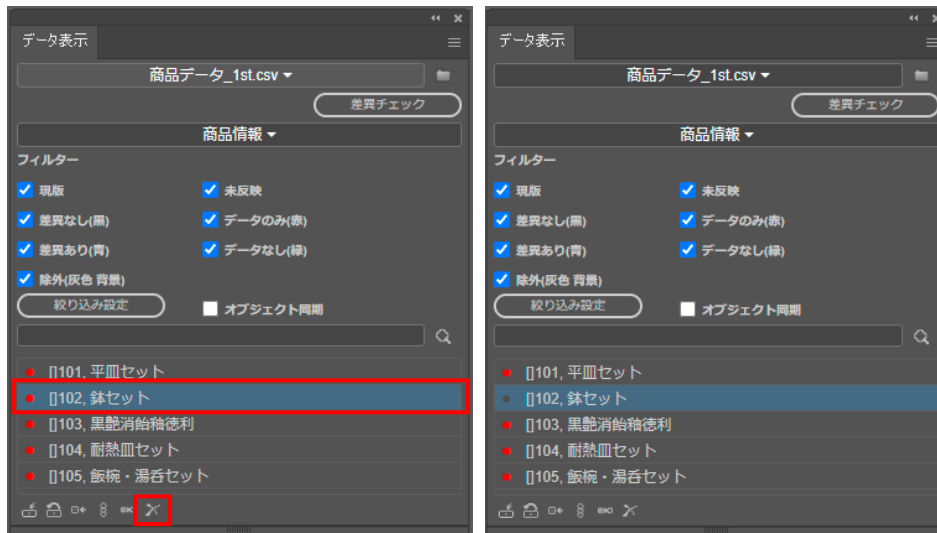 データ表示
商品データ_1st.csv
差異チェック
商品情報
フィルター
現版
未反映
差異なし(黒)
データのみ(赤)
差異あり(青)
データなし(緑)
除外(灰色 背景)
絞り込み設定
オブジェクト同期
[]101, 平皿セット
[]102, 鉢セット
[]103, 黒艶消飴釉徳利
[]104, 耐熱皿セット
[]105, 飯椀・湯呑セット
データ表示
商品データ_1st.csv
差異チェック
商品情報
フィルター
現版
未反映
差異なし(黒)
データのみ(赤)
差異あり(青)
データなし(緑)
除外(灰色 背景)
絞り込み設定
オブジェクト同期
[]101, 平皿セット
[]102, 鉢セット
[]103, 黒艶消飴釉徳利
[]104, 耐熱皿セット
[]105, 飯椀・湯呑セット